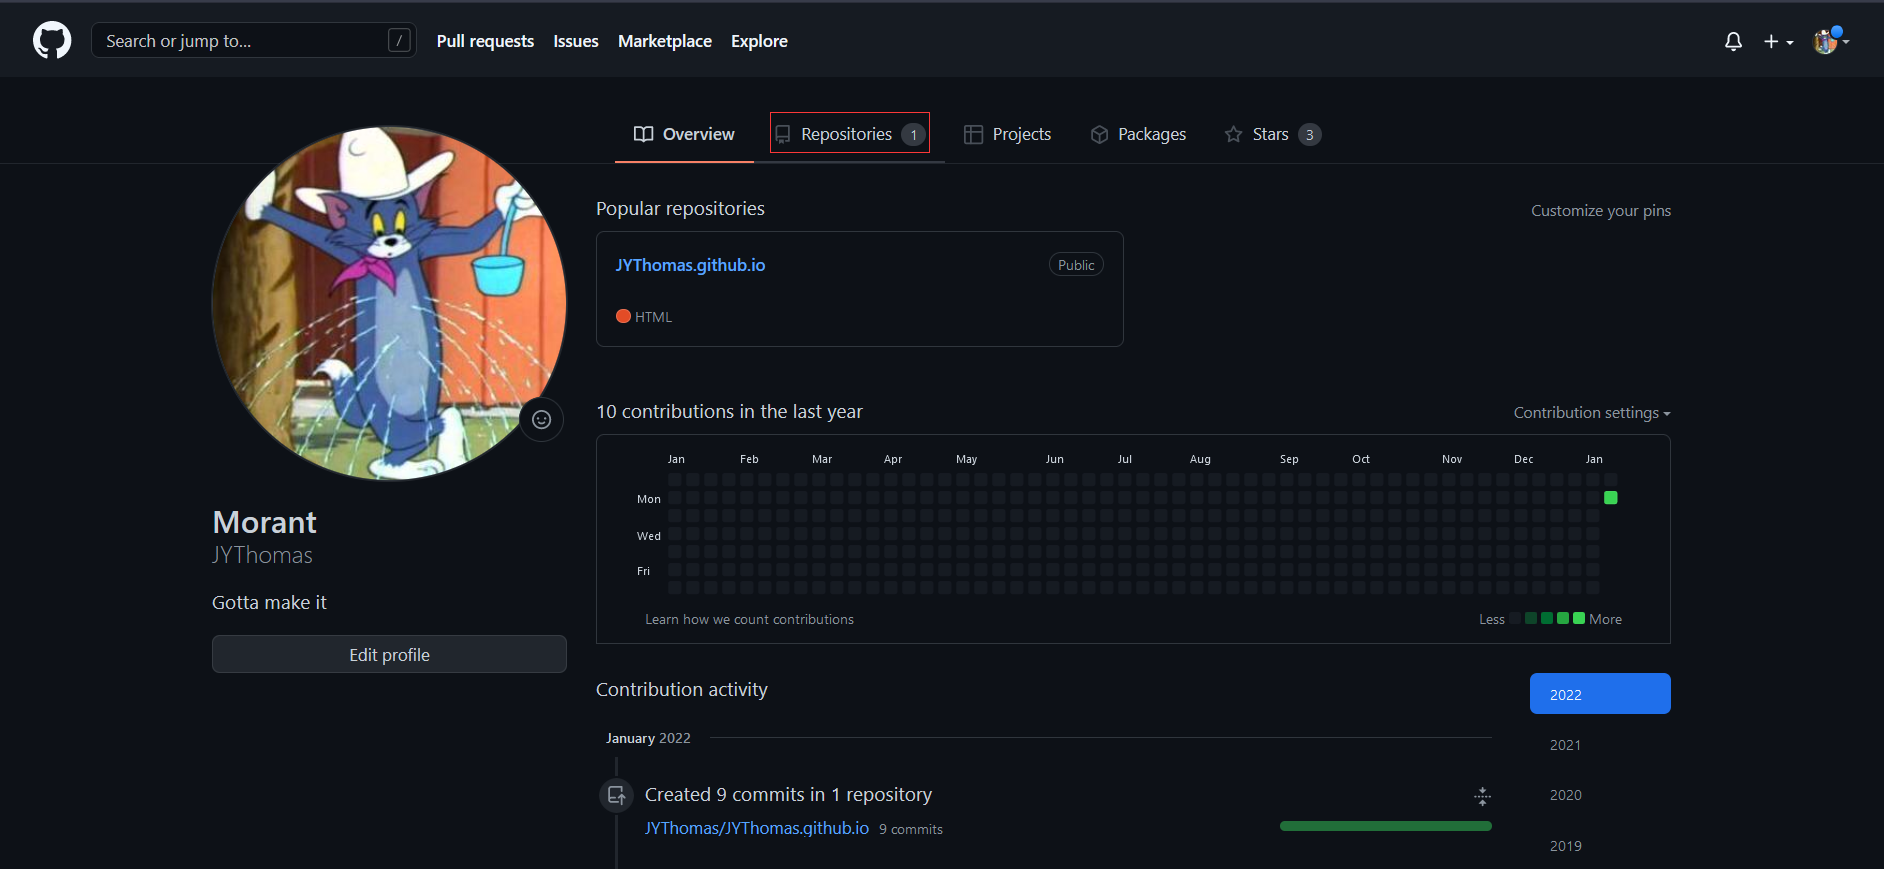 Search or jump to... / Pull requests Issues Marketplace Explore
Overview Repositories 1 Projects Packages Stars 3
Popular repositories Customize your pins
JYThomas.github.io Public
HTML
10 contributions in the last year Contribution settings
Jan Feb Mar Apr May Jun Jul Aug Sep Oct Nov Dec Jan
Mon
Wed
Fri
Learn how we count contributions Less More
Morant
JYThomas
Gotta make it
Edit profile
Contribution activity
January 2022
Created 9 commits in 1 repository
JYThomas/JYThomas.github.io 9 commits
2022
2021
2020
2019